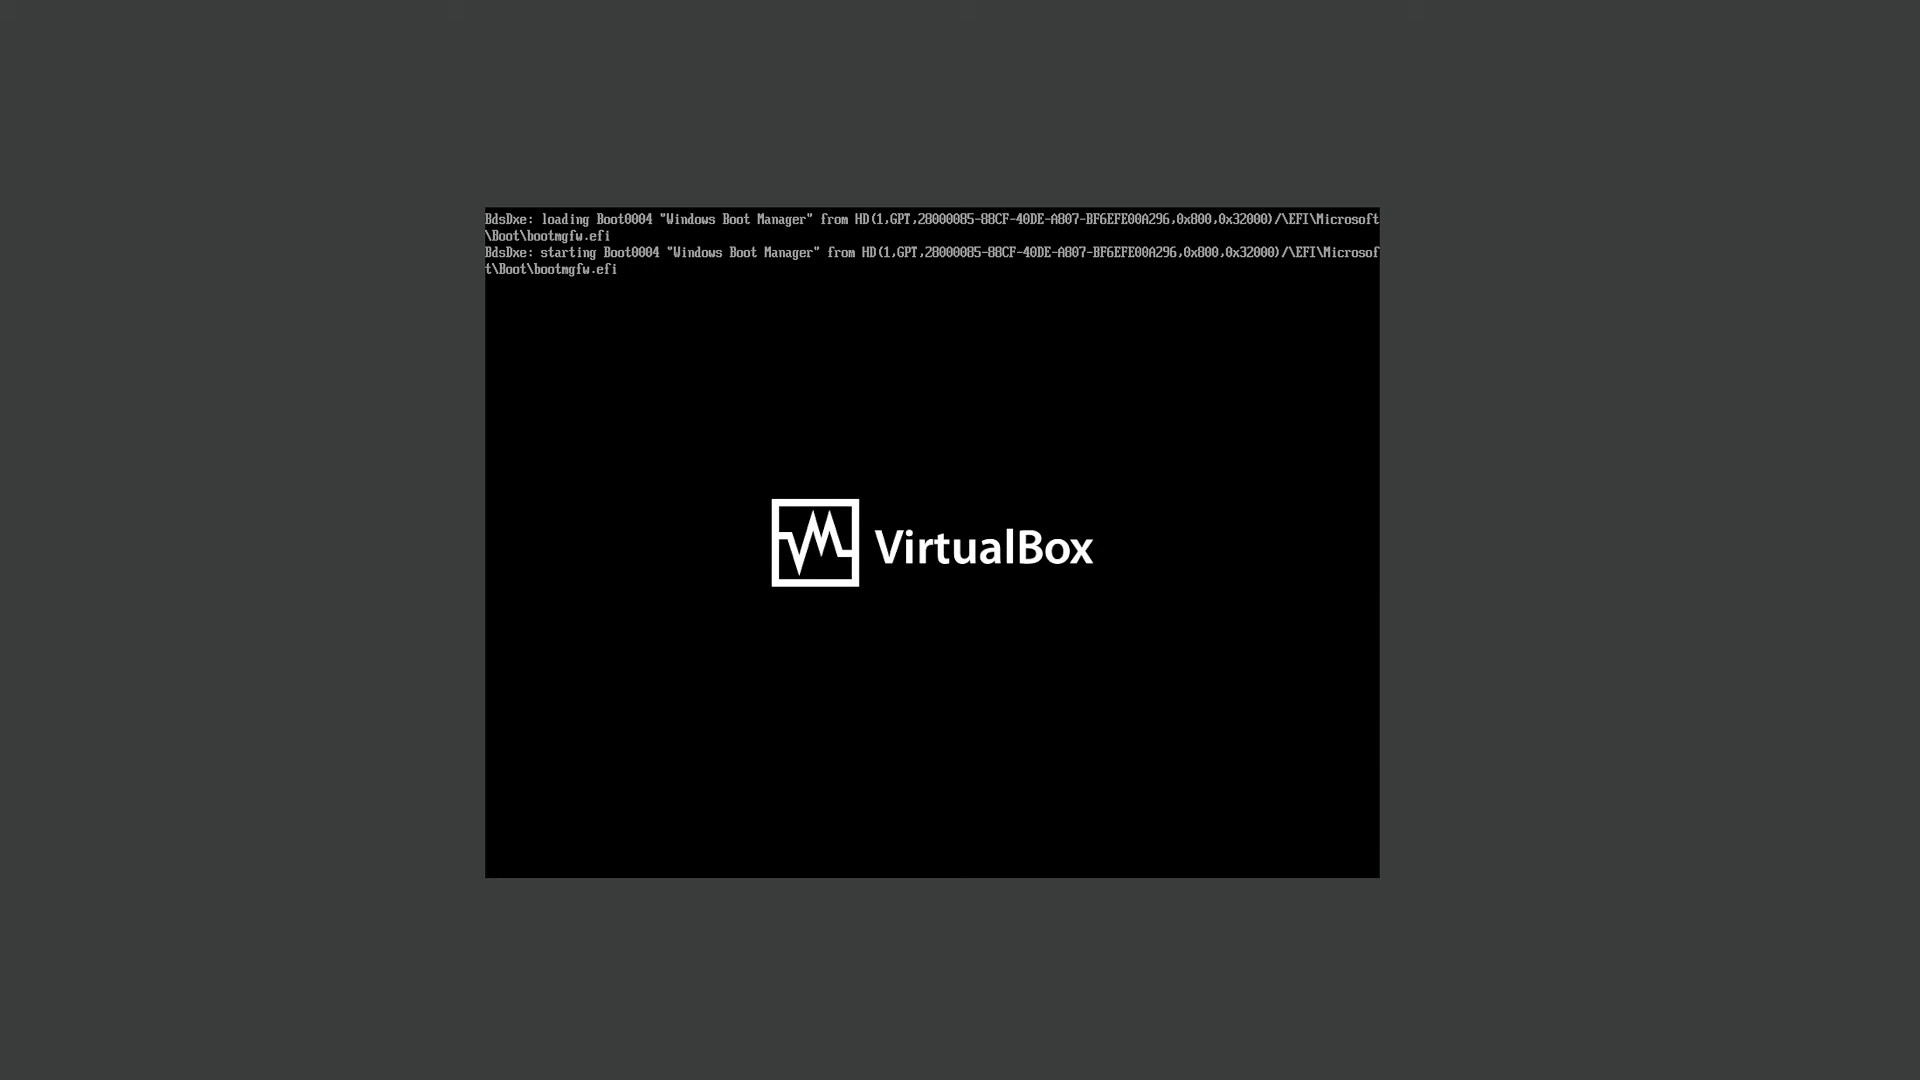 BdsDxe: loading Boot0004 "Windows Boot Manager" from HD(1,GPT,28000085-88CF-40DE-A807-BF6EFE00A296,0x800,0x32000)/\EFI\Microsoft
\Boot\bootmgfw.efi
BdsDxe: starting Boot0004 "Windows Boot Manager" from HD(1,GPT,28000085-88CF-40DE-A807-BF6EFE00A296,0x800,0x32000)/\EFI\Microsof
t\Boot\bootmgfw.efi
VirtualBox